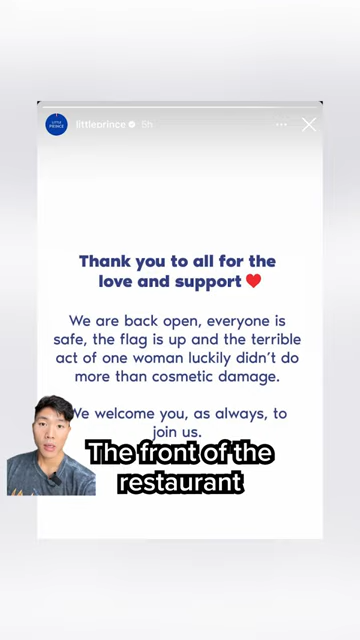 LITTLE
PRINCE
littleprince 5h
Thank you to all for the
love and support ❤️
We are back open, everyone is
safe, the flag is up and the terrible
act of one woman luckily didn't do
more than cosmetic damage.
We welcome you, as always, to
join us.
The front of the
restaurant